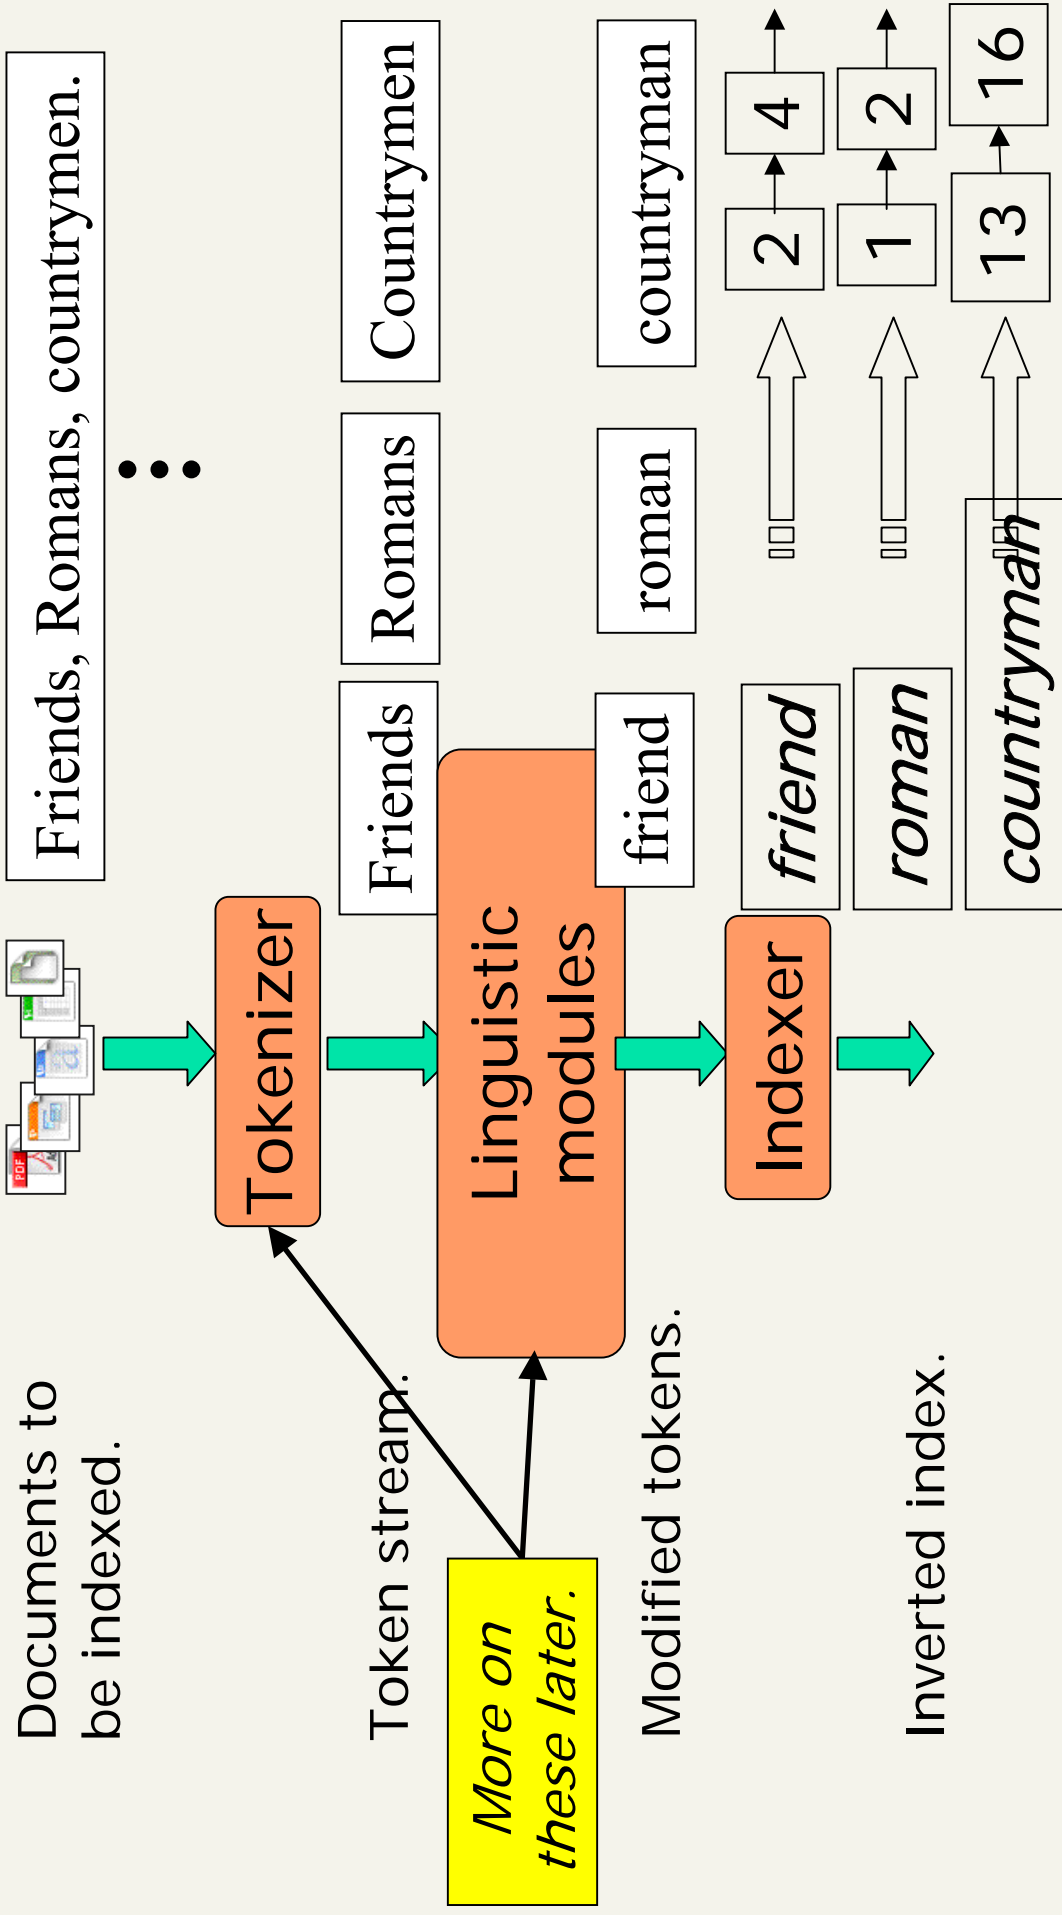 Documents to
be indexed.
Friends, Romans, countrymen.
Tokenizer
Token stream.
Friends
Romans
Countrymen
More on
these later.
Linguistic
modules
Modified tokens.
friend
roman
countryman
Indexer
Inverted index.
friend
2
4
roman
1
2
countryman
13
16
PDF